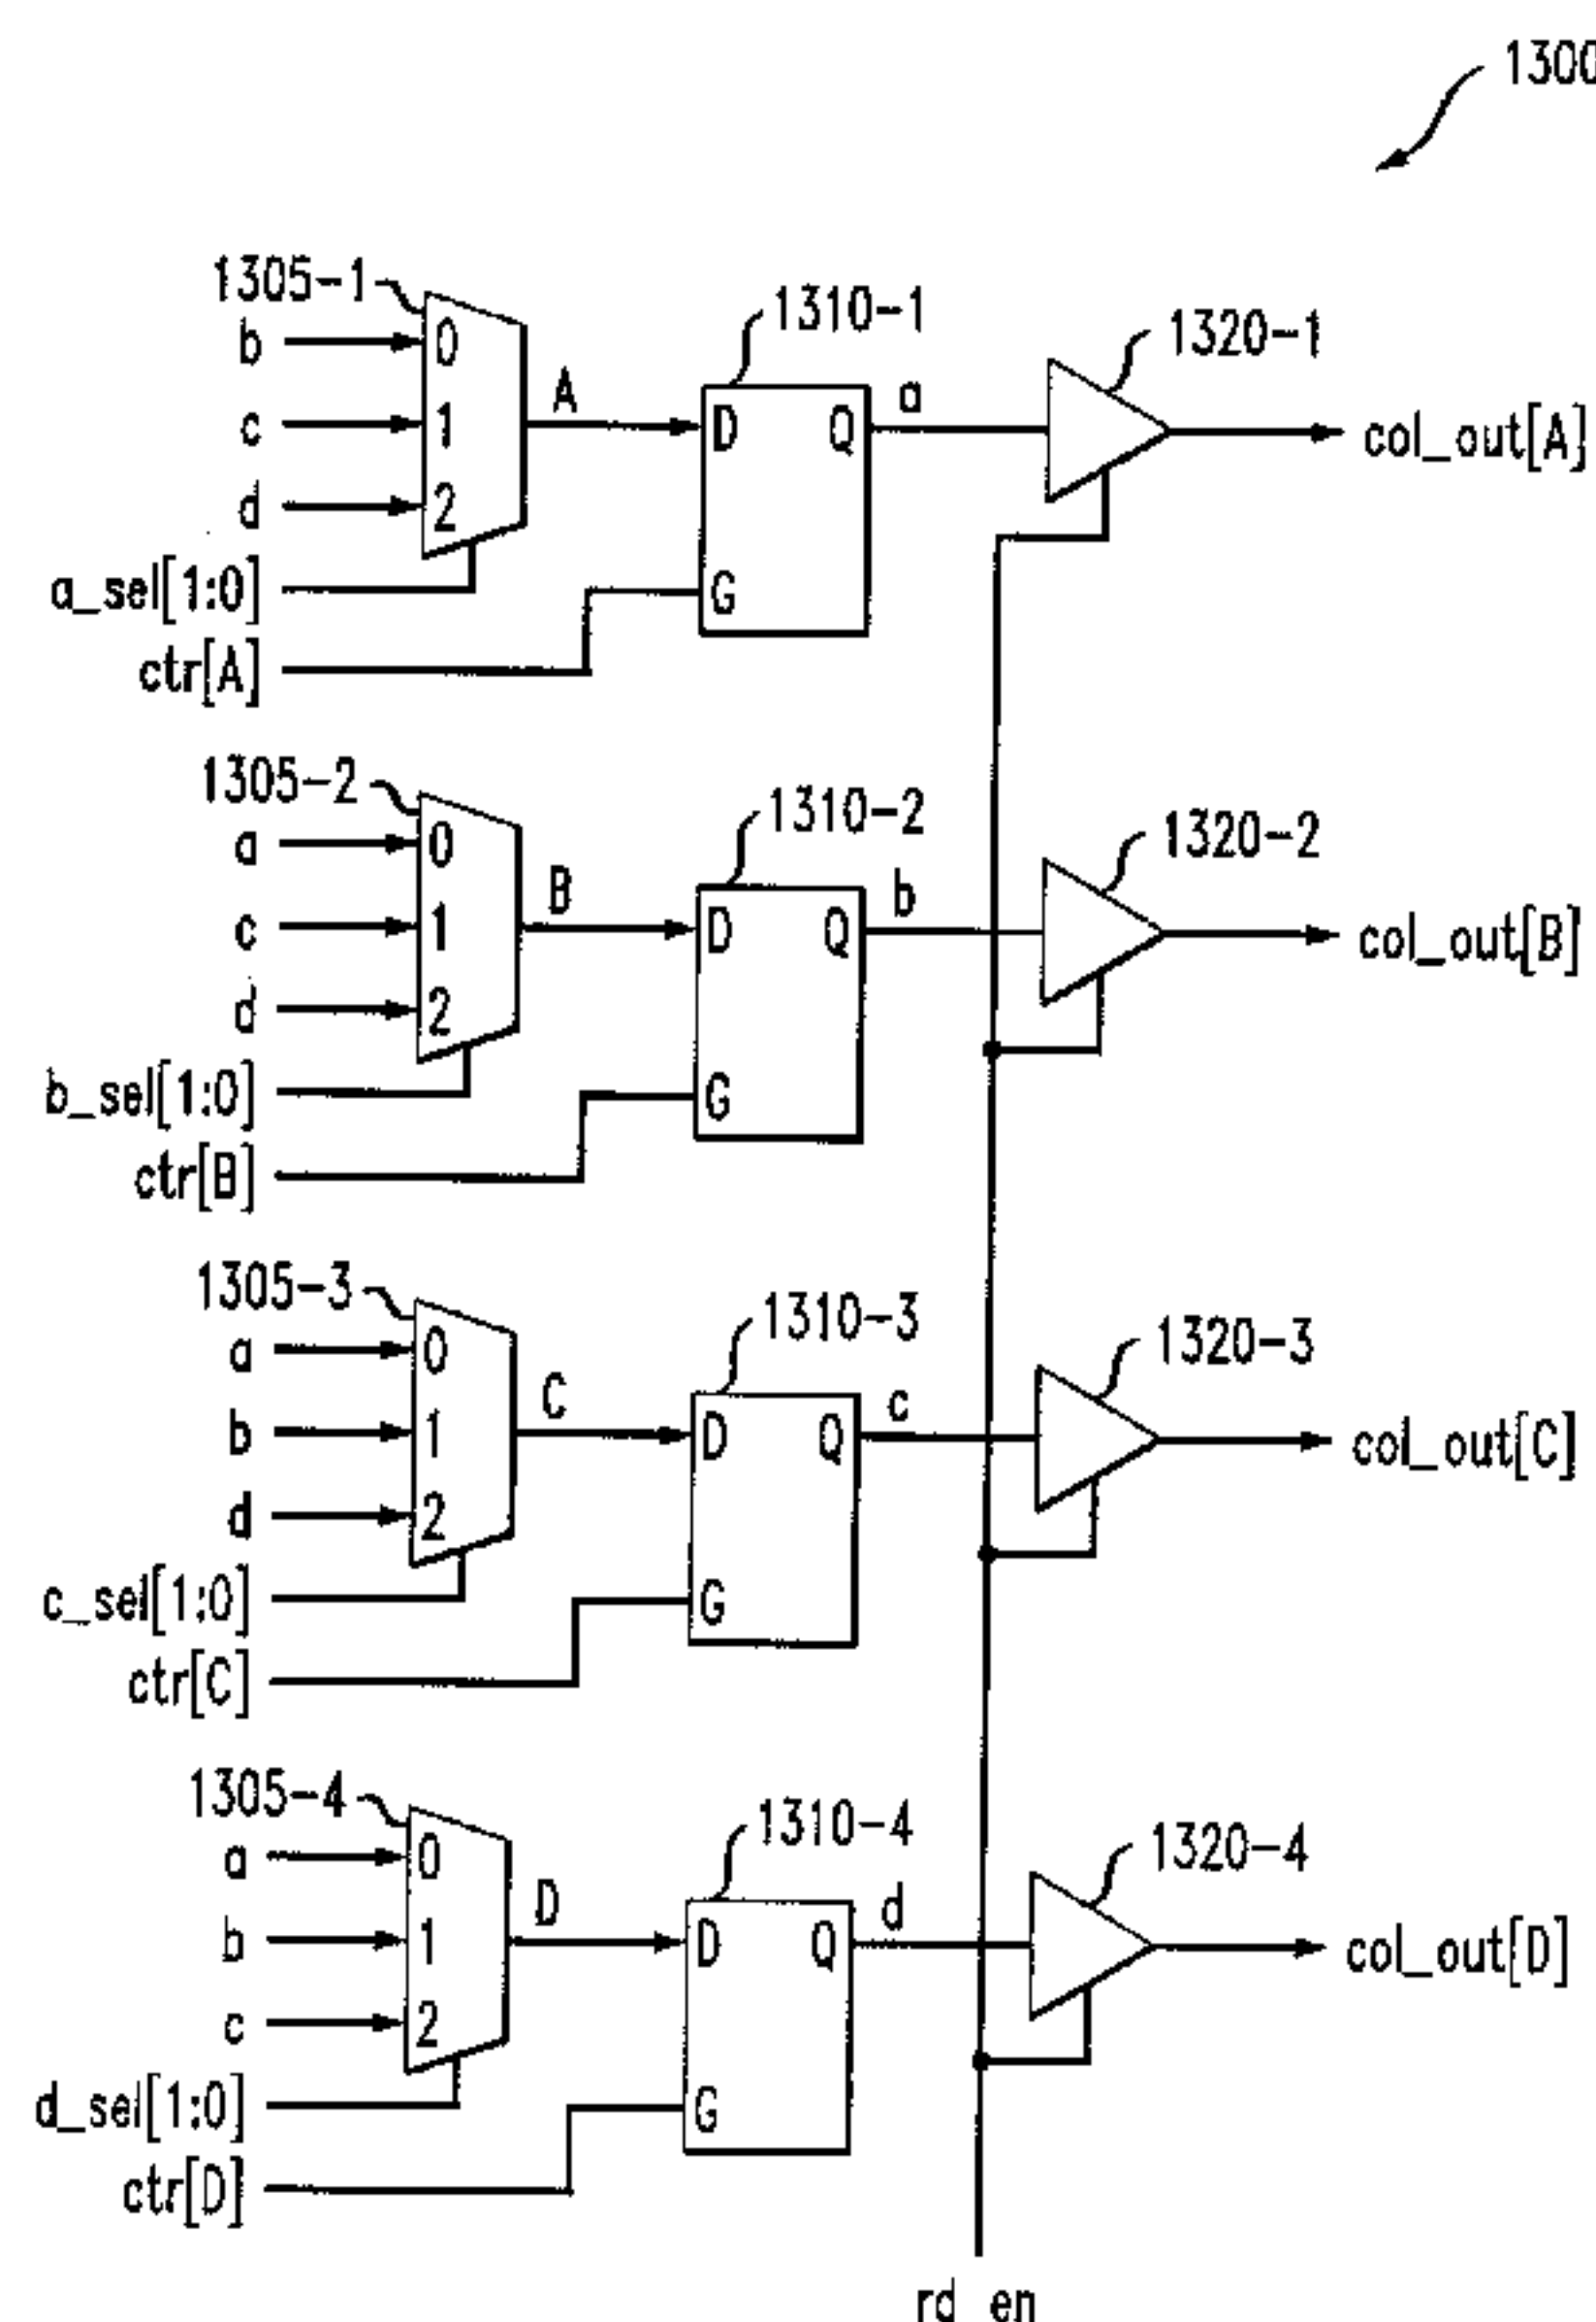 1300
1305-1
b
0
c
1
d
2
a_sel[1:0]
ctr[A]
A
1310-1
D
Q
G
a
1320-1
col_out[A]
1305-2
a
0
c
1
d
2
b_sel[1:0]
ctr[B]
B
1310-2
D
Q
G
b
1320-2
col_out[B]
1305-3
a
0
b
1
d
2
c_sel[1:0]
ctr[C]
C
1310-3
D
Q
G
c
1320-3
col_out[C]
1305-4
a
0
b
1
c
2
d_sel[1:0]
ctr[D]
D
1310-4
D
Q
G
d
1320-4
col_out[D]
rd_en